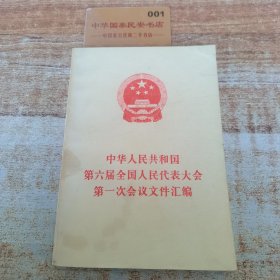 001
中华国泰民安书店
中华人民共和国
第六届全国人民代表大会
第一次会议文件汇编